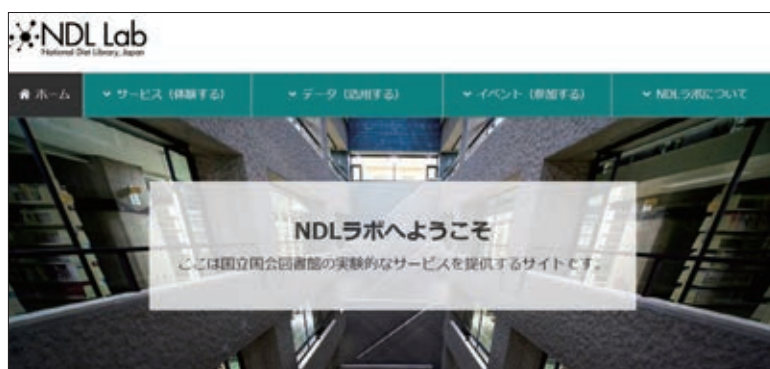 NDL Lab
National Diet Library, Japan
ホーム
サービス（体験する）
データ（活用する）
イベント（参加する）
NDLラボについて
NDLラボへようこそ
ここは国立国会図書館の実験的なサービスを提供するサイトです。